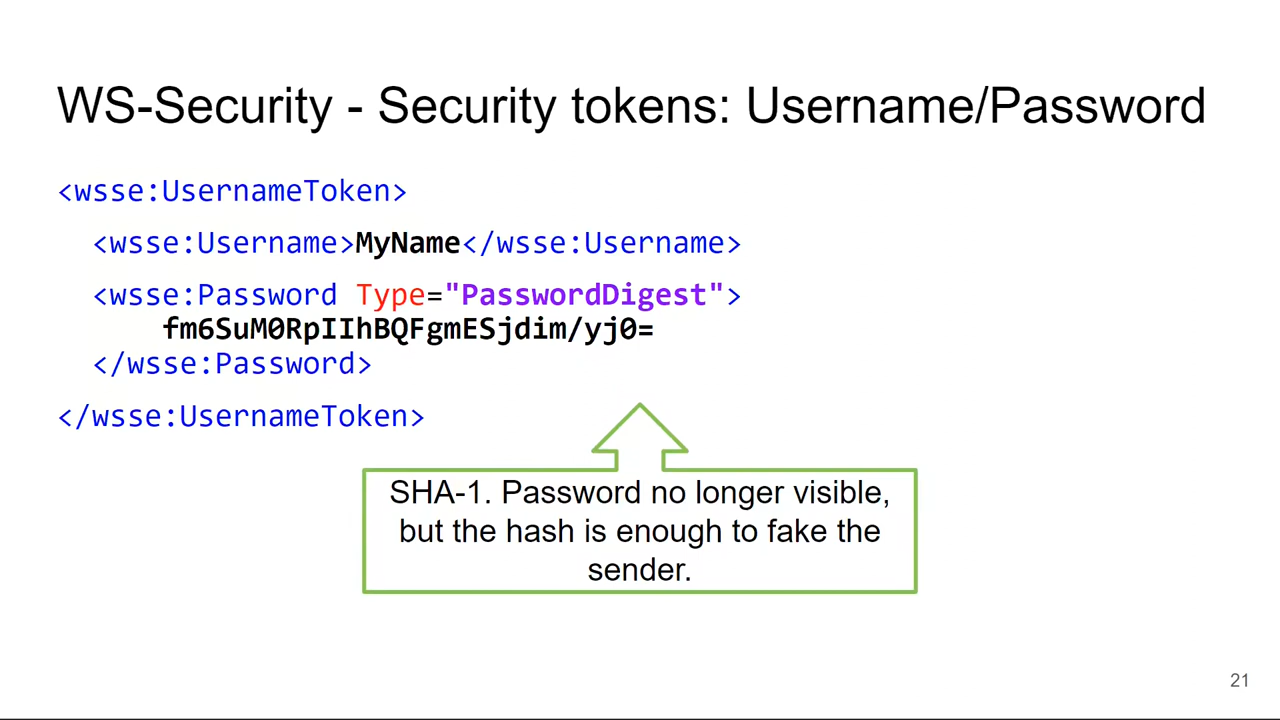 WS-Security - Security tokens: Username/Password
<wsse:UsernameToken>
<wsse:Username>MyName</wsse:Username>
<wsse:Password Type="PasswordDigest">
fm6SuM0RpIIhBQFgmESjdim/yj0=
</wsse:Password>
</wsse:UsernameToken>
SHA-1. Password no longer visible,
but the hash is enough to fake the
sender.
21